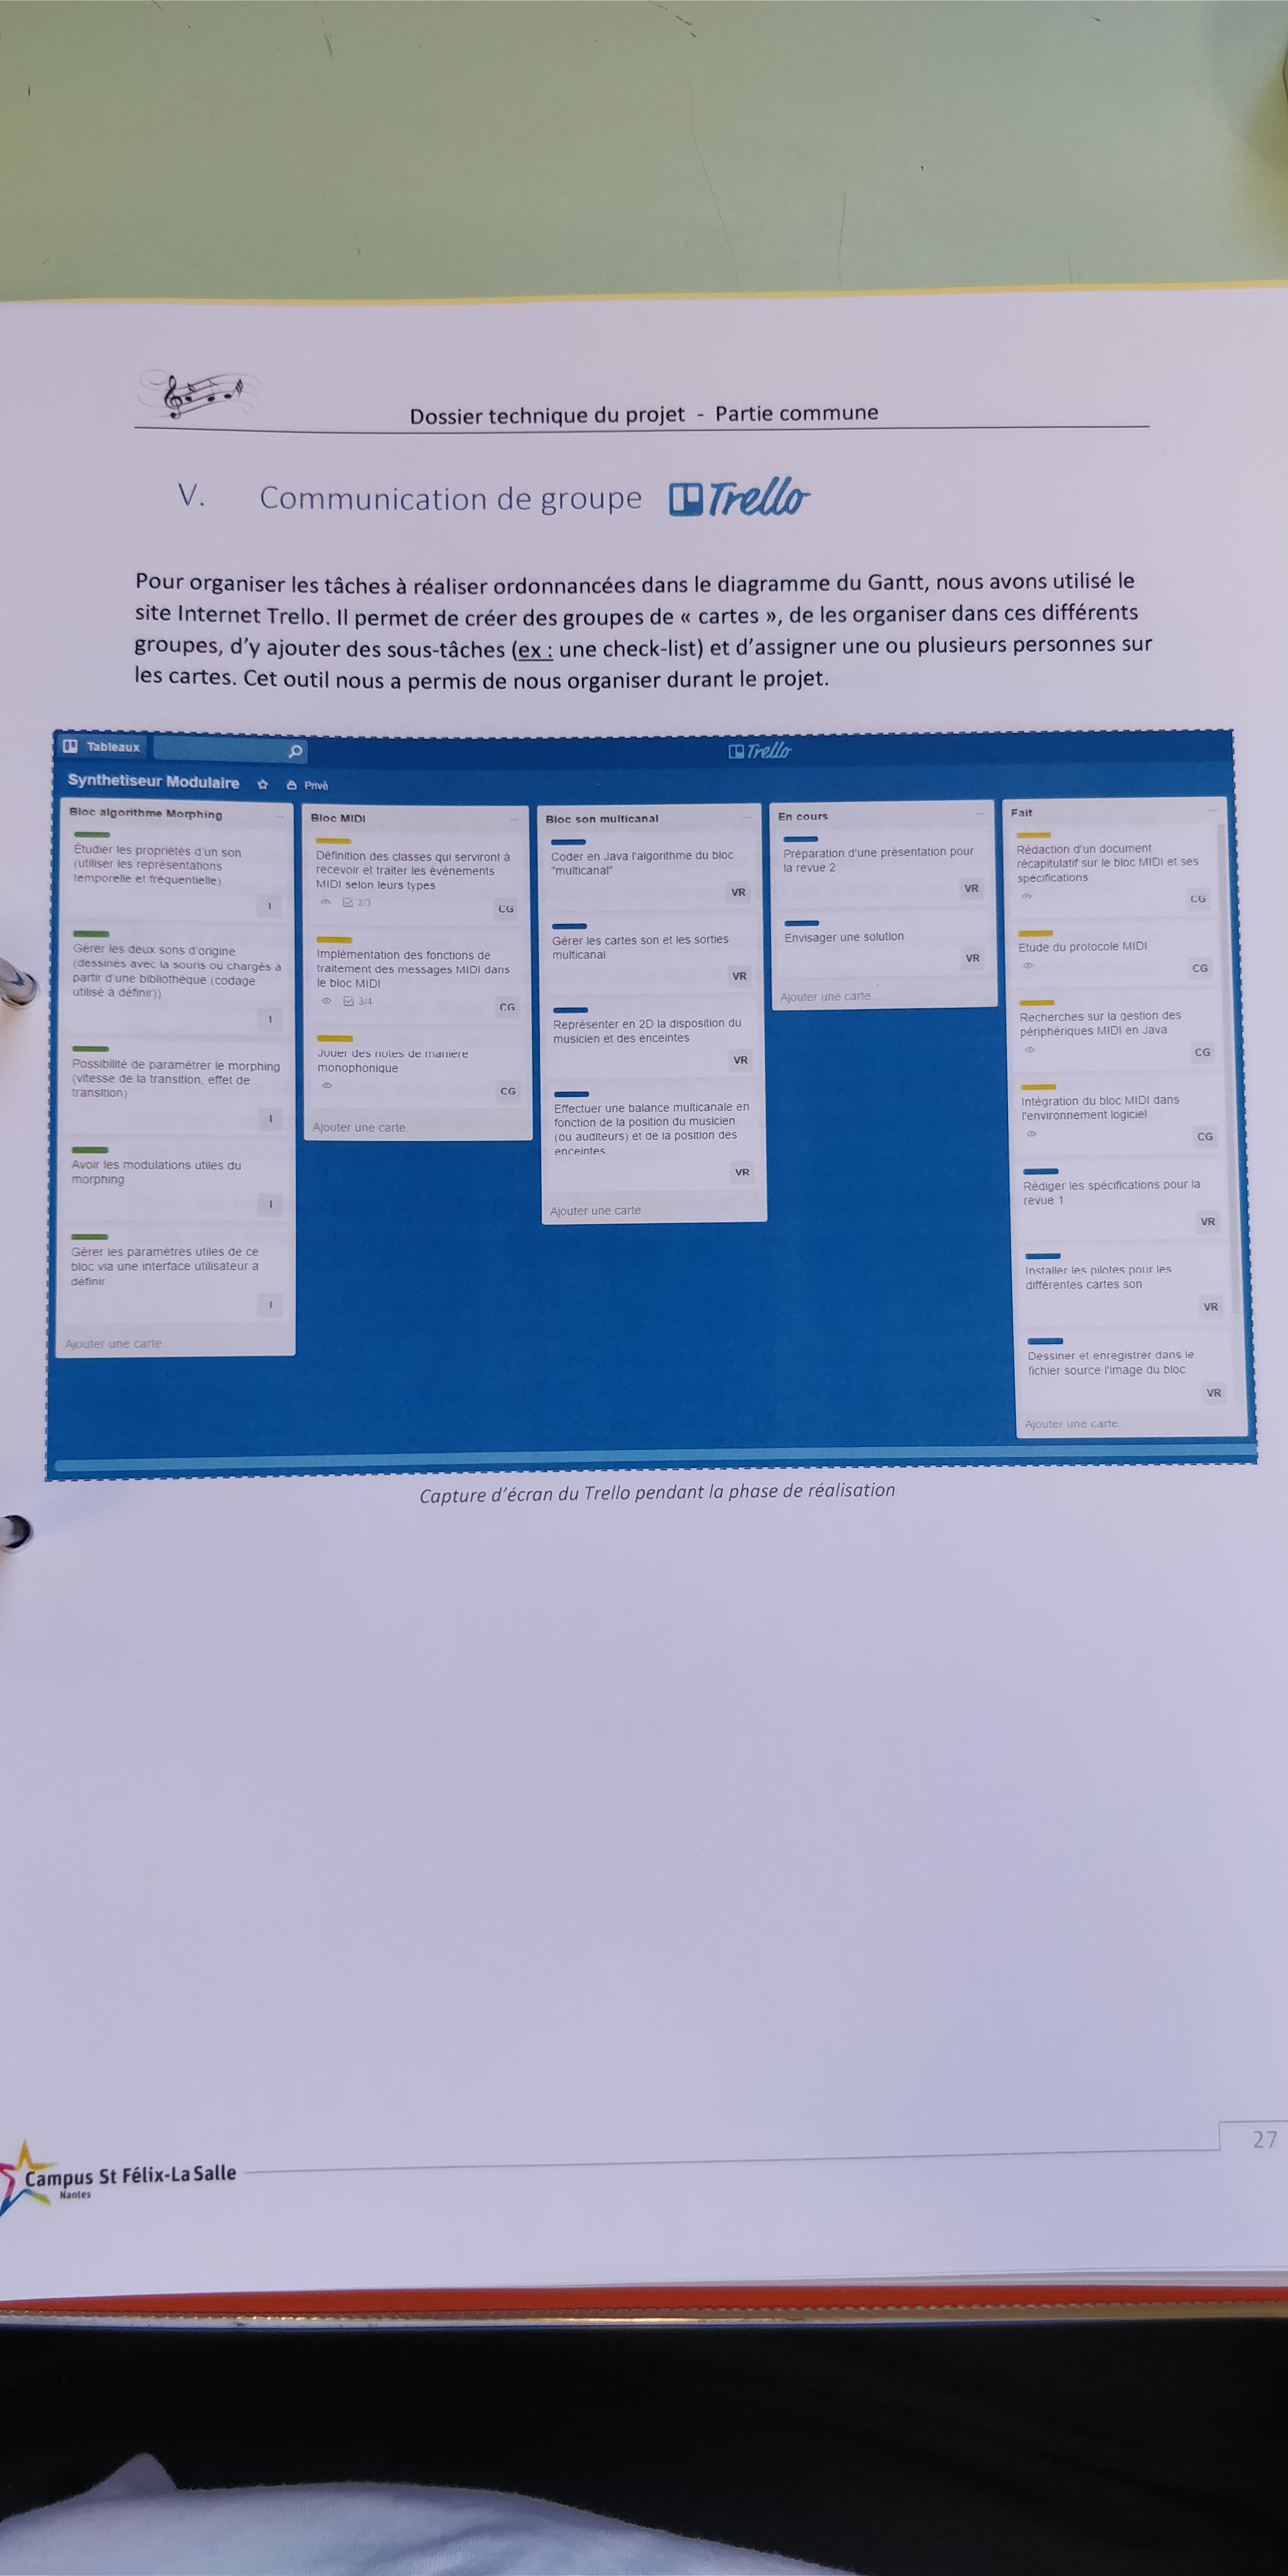 Dossier technique du projet - Partie commune
V. Communication de groupe Trello
Pour organiser les tâches à réaliser ordonnancées dans le diagramme du Gantt, nous avons utilisé le
site Internet Trello. Il permet de créer des groupes de « cartes », de les organiser dans ces différents
groupes, d'y ajouter des sous-tâches (ex : une check-list) et d'assigner une ou plusieurs personnes sur
les cartes. Cet outil nous a permis de nous organiser durant le projet.
Tableaux
Trello
Synthetiseur Modulaire
Privé
Bloc algorithme Morphing
Étudier les propriétés d'un son
(utiliser les représentations
temporelle et fréquentielle)
I
Gérer les deux sons d'origine
(dessinés avec la souris ou chargés à
partir d'une bibliothèque (codage
utilisé à définir))
I
Possibilité de paramétrer le morphing
(vitesse de la transition, effet de
transition)
I
Avoir les modulations utiles du
morphing
I
Gérer les paramètres utiles de ce
bloc via une interface utilisateur a
définir.
I
Ajouter une carte...
Bloc MIDI
Définition des classes qui serviront à
recevoir et traiter les événements
MIDI selon leurs types
2/3
CG
Implémentation des fonctions de
traitement des messages MIDI dans
le bloc MIDI
3/4
CG
Jouer des notes de manière
monophonique
CG
Ajouter une carte
Bloc son multicanal
Coder en Java l'algorithme du bloc
"multicanal"
VR
Gérer les cartes son et les sorties
multicanal
VR
Représenter en 2D la disposition du
musicien et des enceintes
VR
Effectuer une balance multicanale en
fonction de la position du musicien
(ou auditeurs) et de la position des
enceintes
VR
Ajouter une carte
En cours
Préparation d'une présentation pour
la revue 2
VR
Envisager une solution
VR
Ajouter une carte...
Fait
Rédaction d'un document
récapitulatif sur le bloc MIDI et ses
spécifications
CG
Etude du protocole MIDI
CG
Recherches sur la gestion des
périphériques MIDI en Java
CG
Intégration du bloc MIDI dans
l'environnement logiciel
CG
Rédiger les spécifications pour la
revue 1
VR
Installer les pilotes pour les
différentes cartes son
VR
Dessiner et enregistrer dans le
fichier source l'image du bloc
VR
Ajouter une carte...
Capture d'écran du Trello pendant la phase de réalisation
27
Campus St Félix-La Salle
Nantes